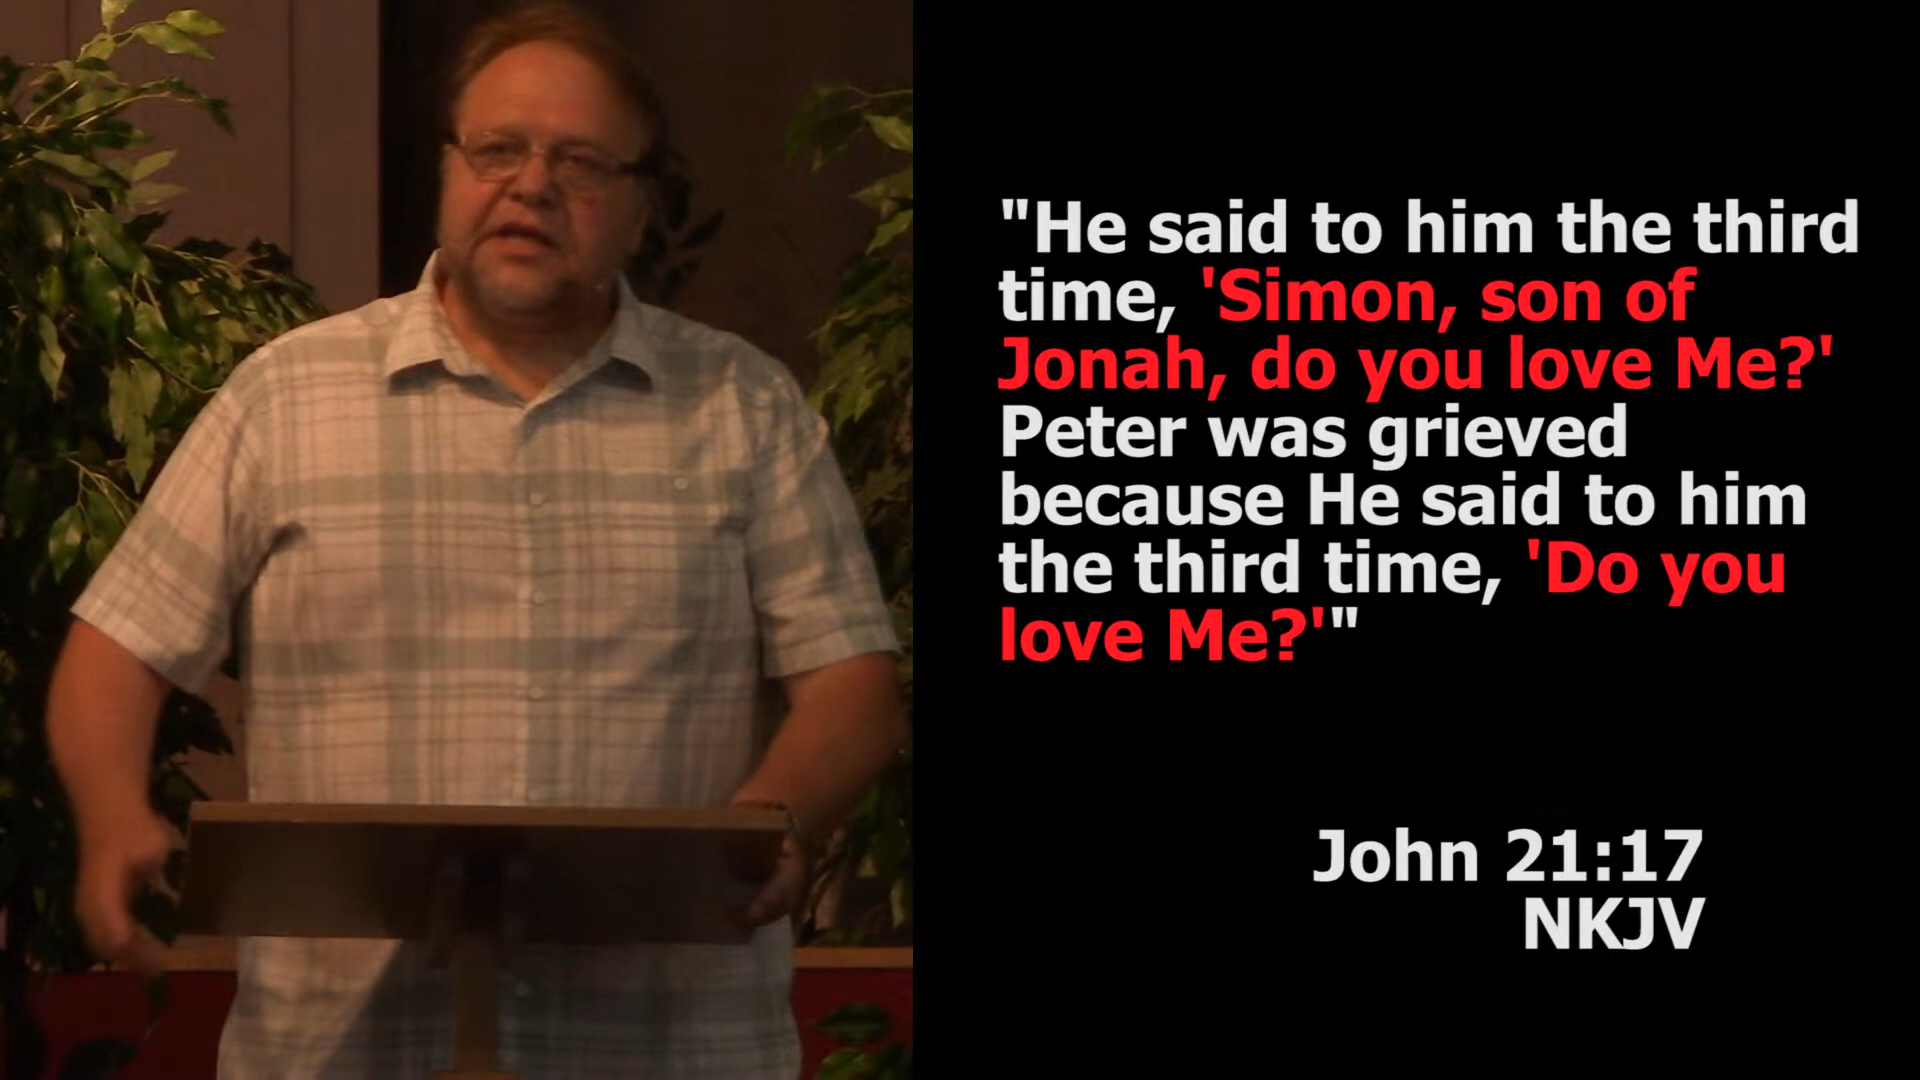 "He said to him the third
time, 'Simon, son of
Jonah, do you love Me?'
Peter was grieved
because He said to him
the third time, 'Do you
love Me?'"
John 21:17
NKJV